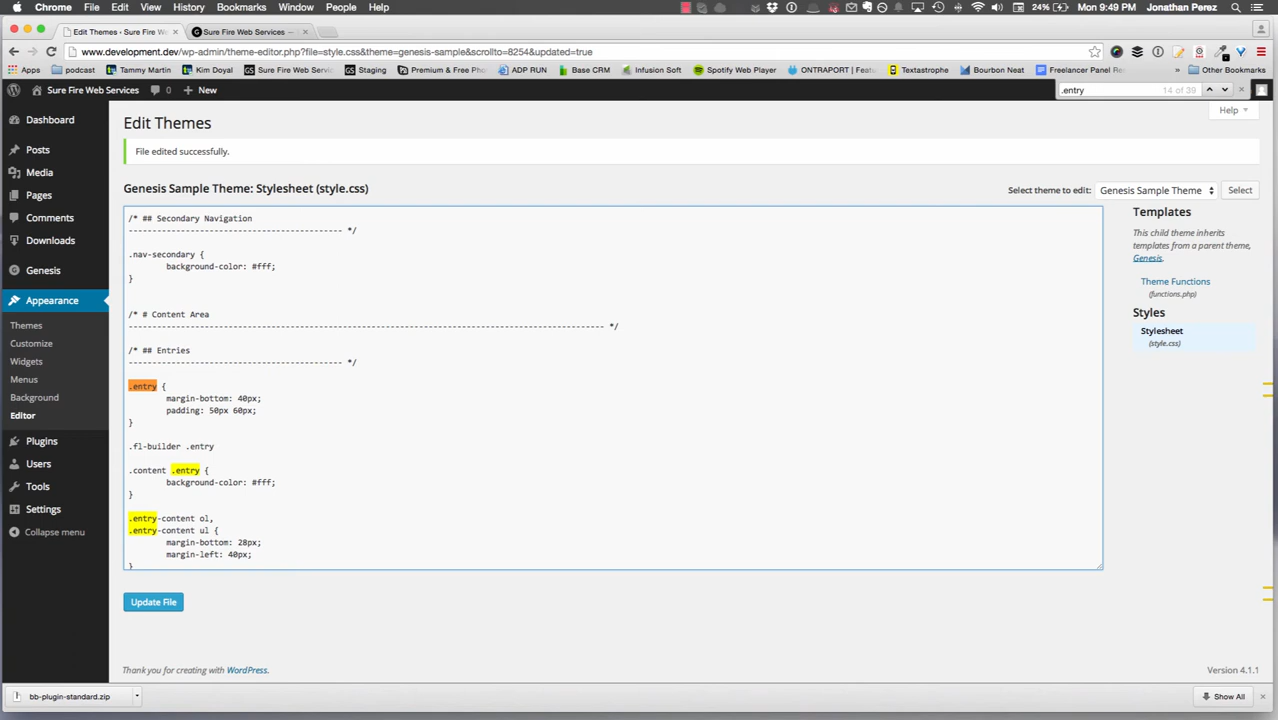 Chrome File Edit View History Bookmarks Window People Help 24% Mon 9:49 PM Jonathan Perez
Edit Themes ‹ Sure Fire We × Sure Fire Web Services — ×
www.development.dev/wp-admin/theme-editor.php?file=style.css&theme=genesis-sample&scrollto=8254&updated=true
Apps podcast Tammy Martin Kim Doyal Sure Fire Web Servi Staging Premium & Free Pho ADP RUN Base CRM Infusion Soft Spotify Web Player ONTRAPORT | Featu Textastrophe Bourbon Neat Freelancer Panel Re » Other Bookmarks
Sure Fire Web Services 0 + New
.entry 14 of 39
Help
Dashboard
Posts
Media
Pages
Comments
Downloads
Genesis
Appearance
Themes
Customize
Widgets
Menus
Background
Editor
Plugins
Users
Tools
Settings
Collapse menu
Edit Themes
File edited successfully.
Genesis Sample Theme: Stylesheet (style.css)
Select theme to edit: Genesis Sample Theme Select
/* ## Secondary Navigation
--------------------------------------------- */
.nav-secondary {
background-color: #fff;
}
/* # Content Area
---------------------------------------------------------------------------------------------------- */
/* ## Entries
--------------------------------------------- */
.entry {
margin-bottom: 40px;
padding: 50px 60px;
}
.fl-builder .entry
.content .entry {
background-color: #fff;
}
.entry-content ol,
.entry-content ul {
margin-bottom: 28px;
margin-left: 40px;
}
Update File
Templates
This child theme inherits
templates from a parent theme,
Genesis.
Theme Functions
(functions.php)
Styles
Stylesheet
(style.css)
Thank you for creating with WordPress.
Version 4.1.1
bb-plugin-standard.zip
Show All